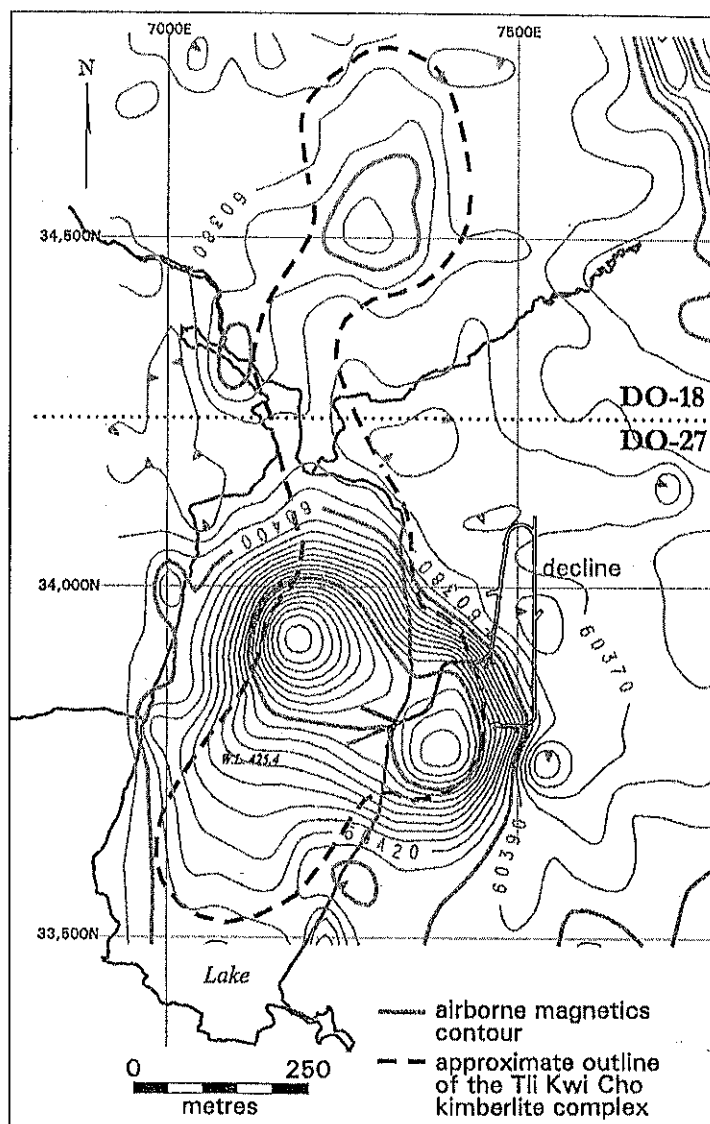 7000E
7500E
N
60380
34,500N
DO-18
DO-27
60400
34,000N
60380
decline
60370
W.L. 425.4
60420
60390
33,500N
Lake
0 250
metres
airborne magnetics
contour
approximate outline
of the Tli Kwi Cho
kimberlite complex